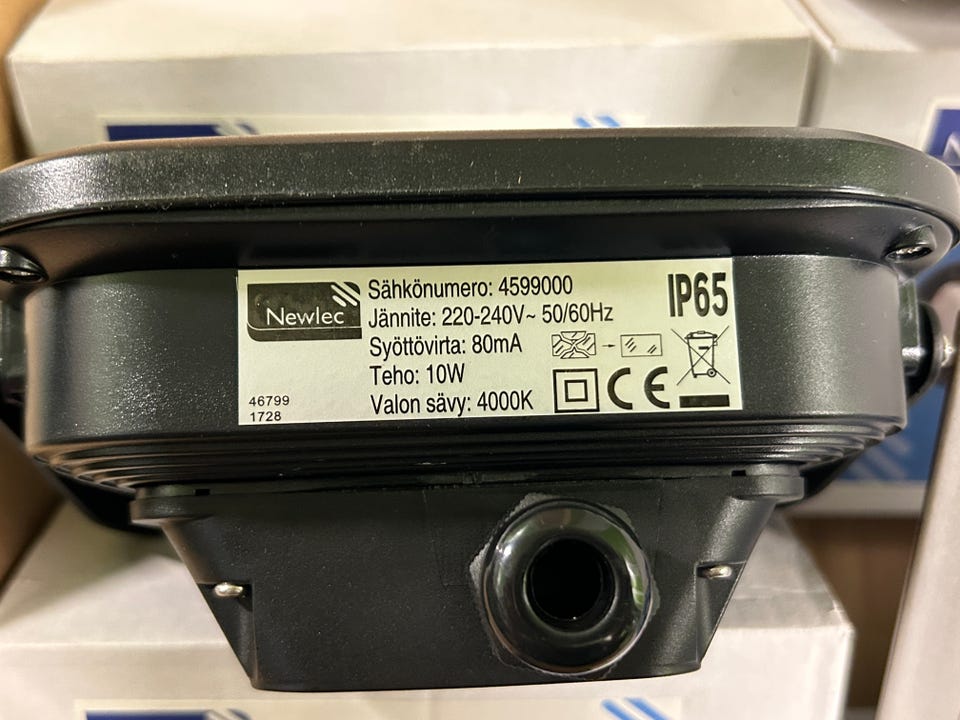 Newlec
Sähkönumero: 4599000
Jännite: 220-240V~ 50/60Hz
Syöttövirta: 80mA
Teho: 10W
Valon sävy: 4000K
IP65
CE
46799
1728